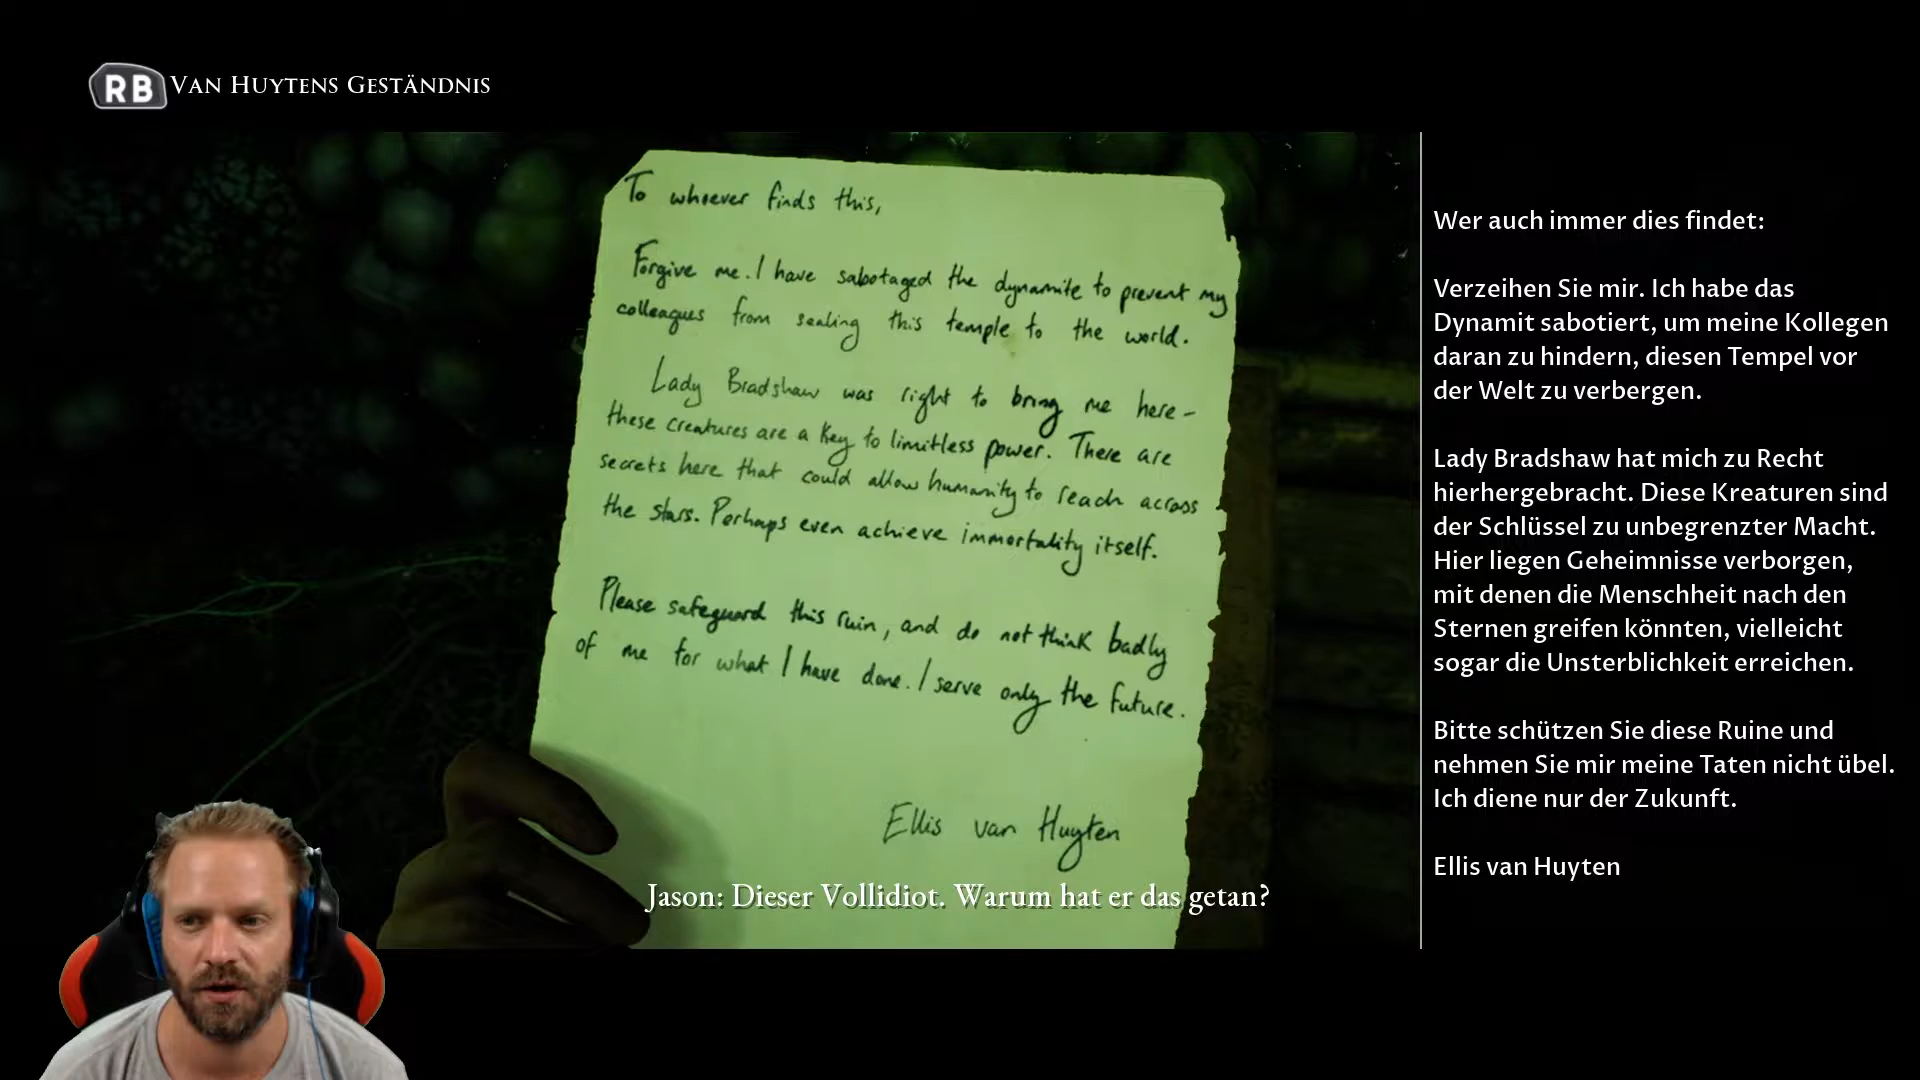 RB VAN HUYTENS GESTÄNDNIS
To whoever finds this,
Forgive me. I have sabotaged the dynamite to prevent my
colleagues from sealing this temple to the world.
Lady Bradshaw was right to bring me here -
these creatures are a key to limitless power. There are
secrets here that could allow humanity to reach across
the stars. Perhaps even achieve immortality itself.
Please safeguard this ruin, and do not think badly
of me for what I have done. I serve only the future.
Ellis van Huyten
Jason: Dieser Vollidiot. Warum hat er das getan?
Wer auch immer dies findet:
Verzeihen Sie mir. Ich habe das
Dynamit sabotiert, um meine Kollegen
daran zu hindern, diesen Tempel vor
der Welt zu verbergen.
Lady Bradshaw hat mich zu Recht
hierhergebracht. Diese Kreaturen sind
der Schlüssel zu unbegrenzter Macht.
Hier liegen Geheimnisse verborgen,
mit denen die Menschheit nach den
Sternen greifen könnten, vielleicht
sogar die Unsterblichkeit erreichen.
Bitte schützen Sie diese Ruine und
nehmen Sie mir meine Taten nicht übel.
Ich diene nur der Zukunft.
Ellis van Huyten